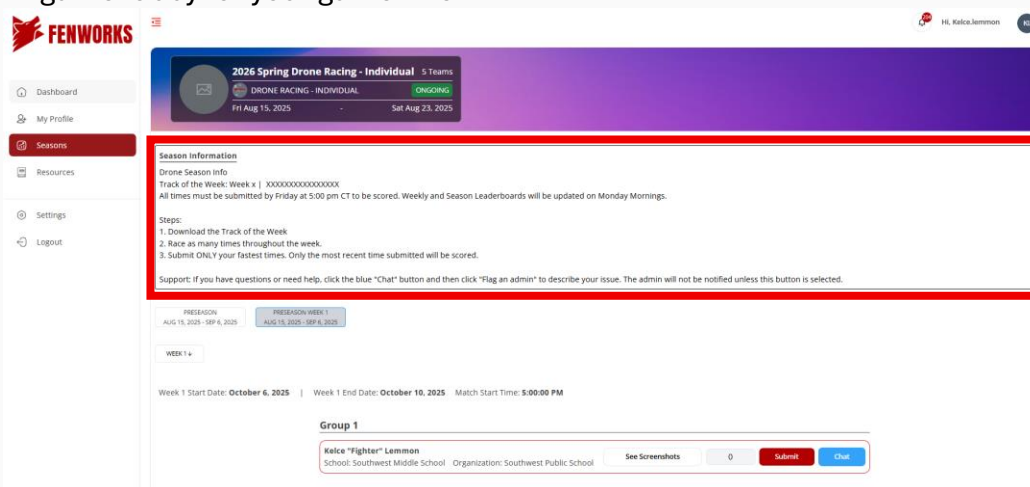 FENWORKS
204
Hi, Kelce.lemmon
2026 Spring Drone Racing - Individual 5 Teams
DRONE RACING - INDIVIDUAL ONGOING
Fri Aug 15, 2025 - Sat Aug 23, 2025
Dashboard
My Profile
Seasons
Resources
Settings
Logout
Season Information
Drone Season Info
Track of the Week: Week x | XXXXXXXXXXXXXXXXX
All times must be submitted by Friday at 5:00 pm CT to be scored. Weekly and Season Leaderboards will be updated on Monday Mornings.
Steps:
1. Download the Track of the Week
2. Race as many times throughout the week.
3. Submit ONLY your fastest times. Only the most recent time submitted will be scored.
Support: If you have questions or need help, click the blue "Chat" button and then click "Flag an admin" to describe your issue. The admin will not be notified unless this button is selected.
PRESEASON
AUG 15, 2025 - SEP 6, 2025
PRESEASON WEEK 1
AUG 15, 2025 - SEP 6, 2025
WEEK 1 ↓
Week 1 Start Date: October 6, 2025 | Week 1 End Date: October 10, 2025 Match Start Time: 5:00:00 PM
Group 1
Kelce "Fighter" Lemmon
School: Southwest Middle School Organization: Southwest Public School
See Screenshots 0 Submit Chat